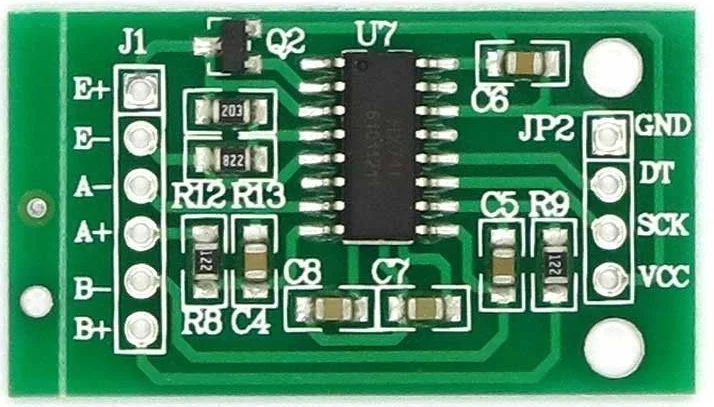 J1
Q2
U7
E+
E-
A-
A+
B-
B+
203
822
R12 R13
122
R8 C4
C8
C7
C6
C5 R9
122
JP2
GND
DT
SCK
VCC